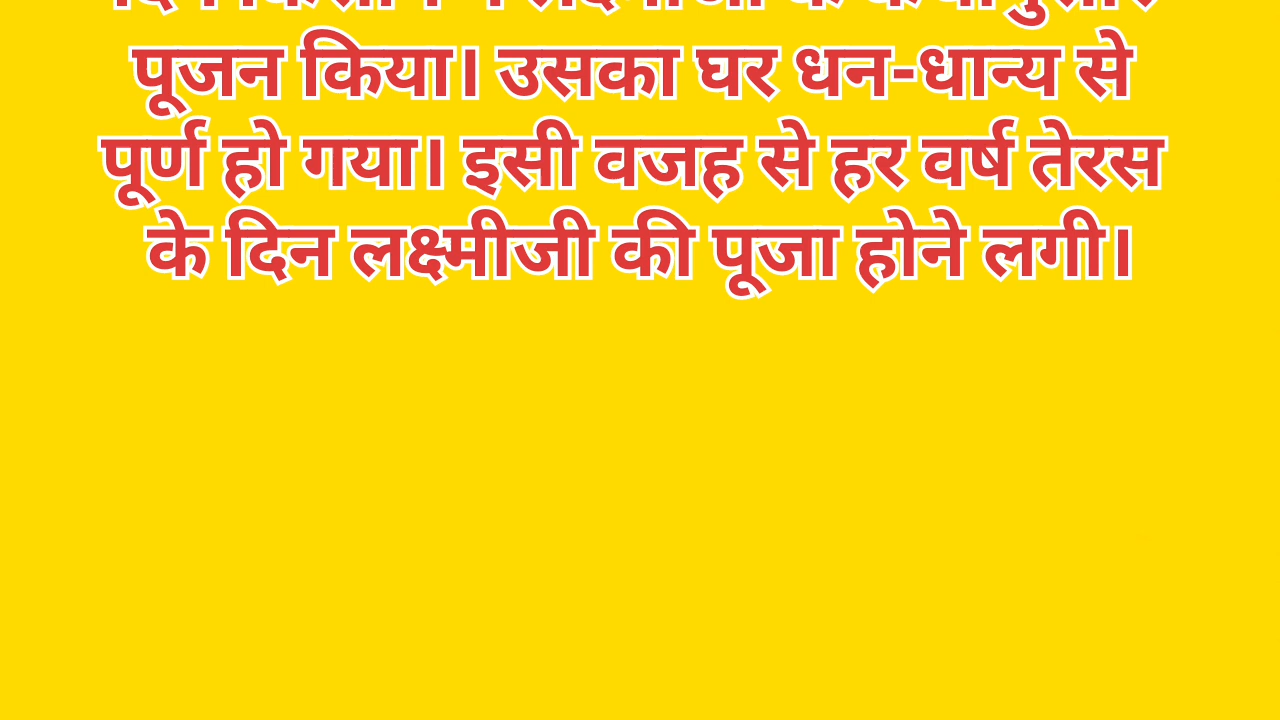 पूजन किया। उसका घर धन-धान्य से
पूर्ण हो गया। इसी वजह से हर वर्ष तेरस
के दिन लक्ष्मीजी की पूजा होने लगी।